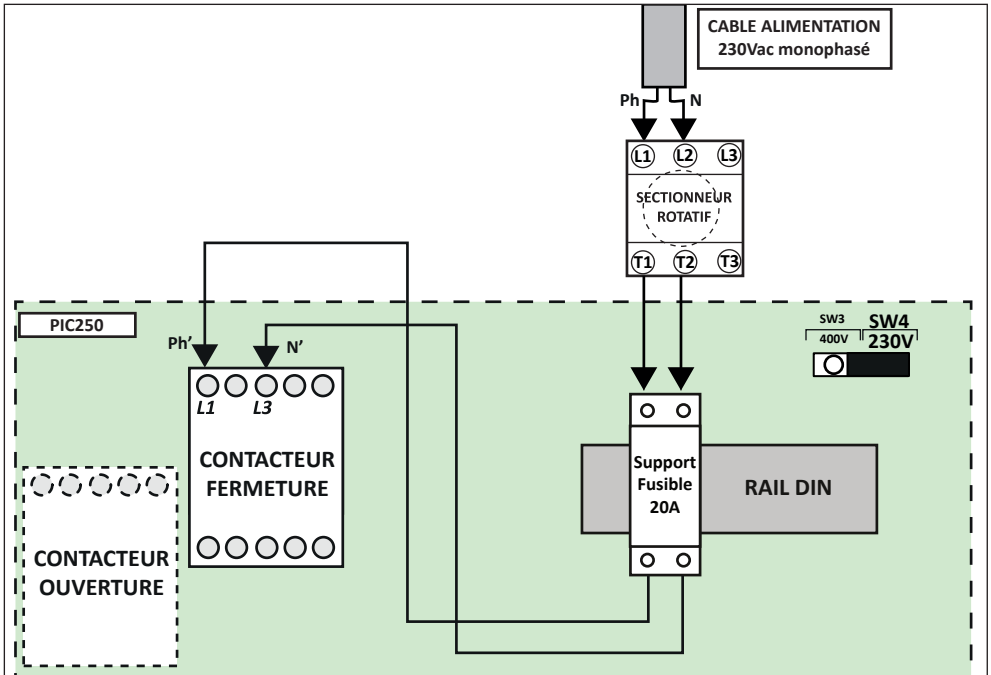 CABLE ALIMENTATION
230Vac monophasé
Ph
N
L1
L2
L3
SECTIONNEUR
ROTATIF
T1
T2
T3
PIC250
SW3
400V
SW4
230V
Ph’
N’
L1
L3
CONTACTEUR
FERMETURE
Support
Fusible
20A
RAIL DIN
CONTACTEUR
OUVERTURE